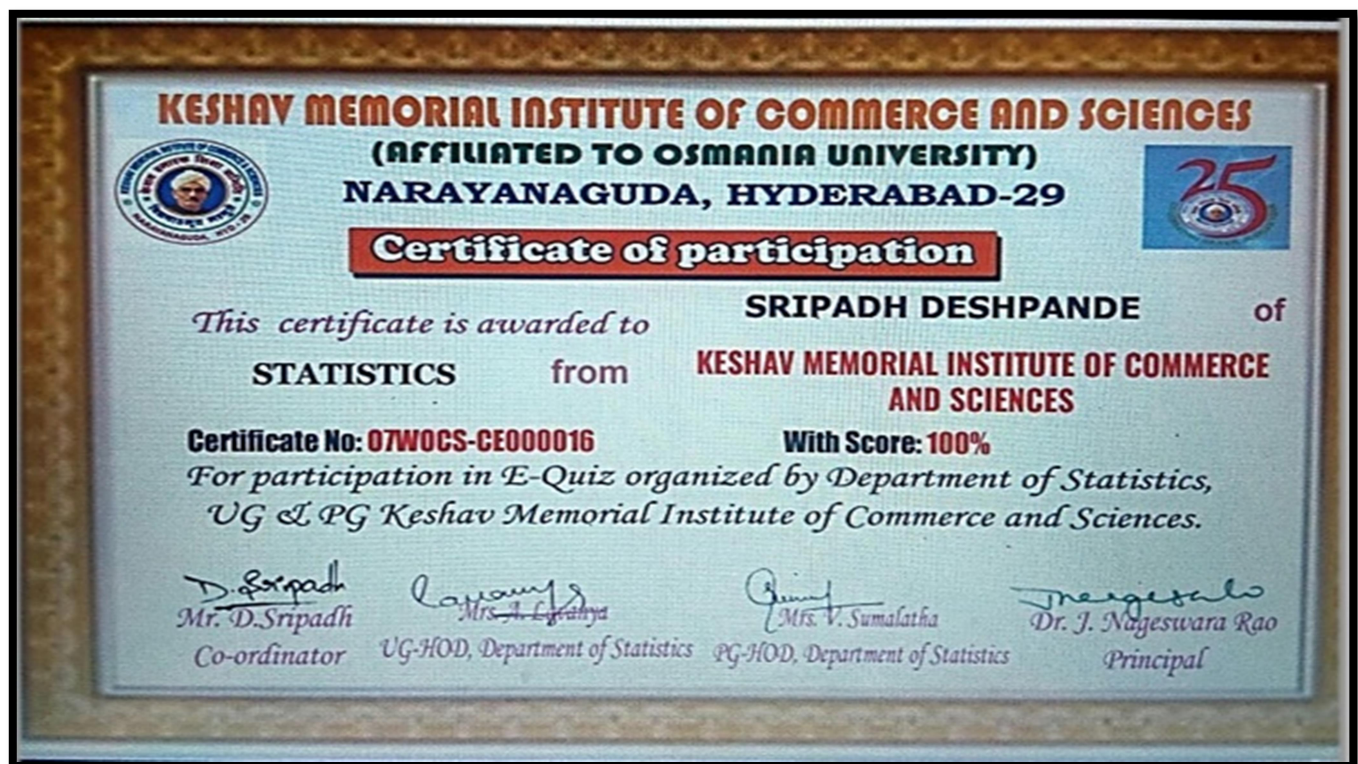 KESHAV MEMORIAL INSTITUTE OF COMMERCE AND SCIENCES
(AFFILIATED TO OSMANIA UNIVERSITY)
NARAYANAGUDA, HYDERABAD-29
25
Certificate of participation
This certificate is awarded to SRIPADH DESHPANDE of
STATISTICS from KESHAV MEMORIAL INSTITUTE OF COMMERCE
AND SCIENCES
Certificate No: 07WOCS-CE000016 With Score: 100%
For participation in E-Quiz organized by Department of Statistics,
UG & PG Keshav Memorial Institute of Commerce and Sciences.
D. Sripadh
Mr. D.Sripadh Mrs. A. Lavanya Mrs. V. Sumalatha Dr. J. Nageswara Rao
Co-ordinator UG-HOD, Department of Statistics PG-HOD, Department of Statistics Principal